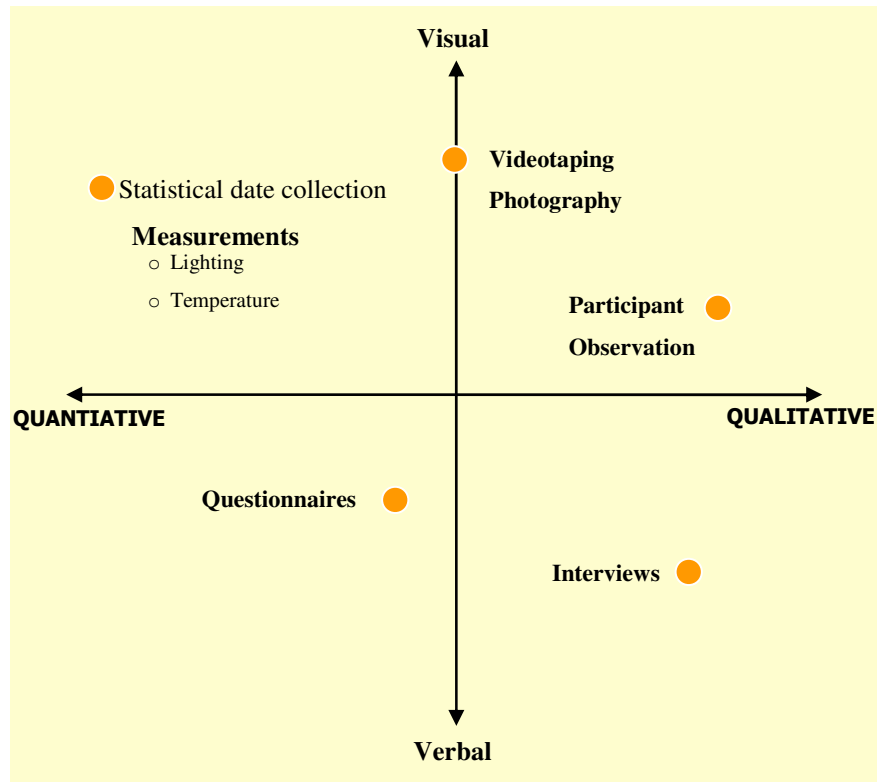 Visual
Videotaping
Photography
Statistical date collection
Measurements
o Lighting
o Temperature
Participant
Observation
QUANTIATIVE
QUALITATIVE
Questionnaires
Interviews
Verbal